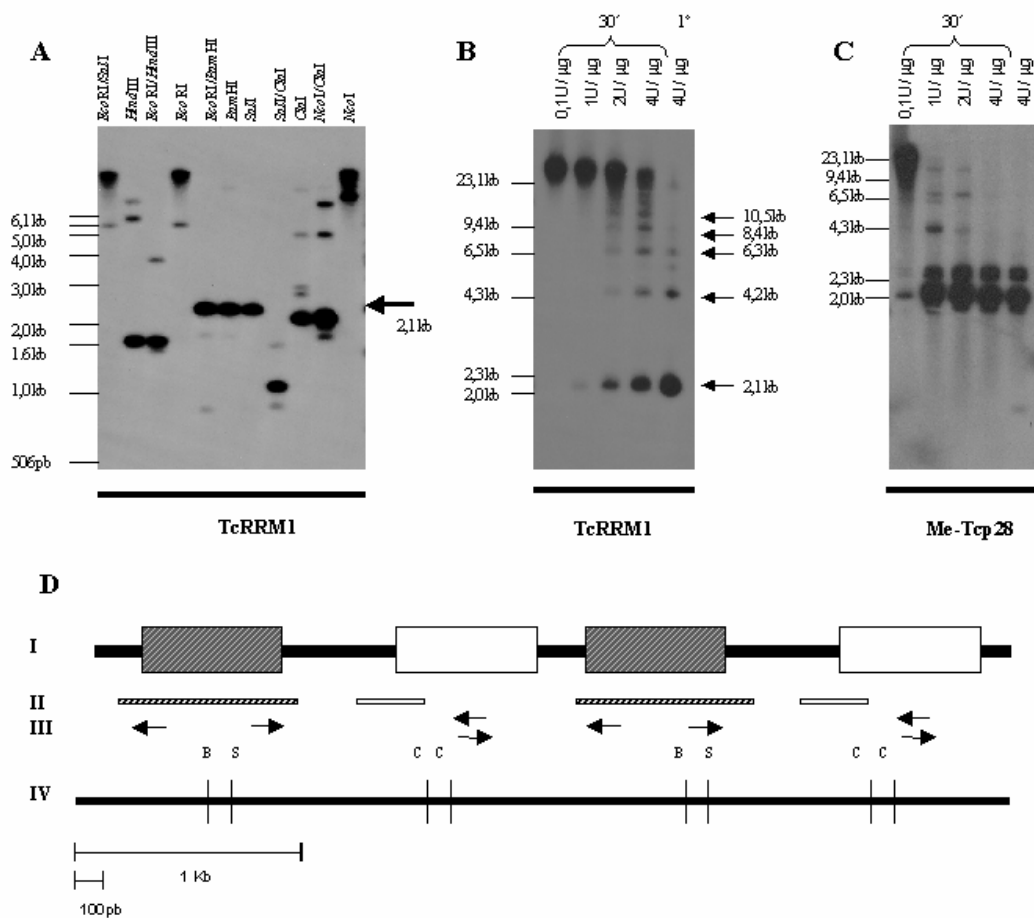 A
EcoRI/SalI
HindIII
EcoRI/HindIII
EcoRI
EcoRI/BamHI
BamHI
SalI
SalI/ClaI
ClaI
NcoI/ClaI
NcoI
6,1kb
5,0kb
4,0kb
3,0kb
2,0kb
1.61kb
1,0kb
506pb
2,1kb
TcRRM1
B
30´ 1°
0,1U/ µg
1U/ µg
2U/ µg
4U/ µg
4U/ µg
23,1kb
9,4kb
6,5kb
4,3kb
2,3kb
2,0kb
10,5kb
8,4kb
6,3kb
4,2kb
2,1kb
TcRRM1
C
30´
0,1U/ µg
1U/ µg
2U/ µg
4U/ µg
4U/ µg
23,1kb
9,4kb
6,5kb
4,3kb
2,3kb
2,0kb
Me-Tcp28
D
I
II
III
B S C C B S C C
IV
1 Kb
100pb